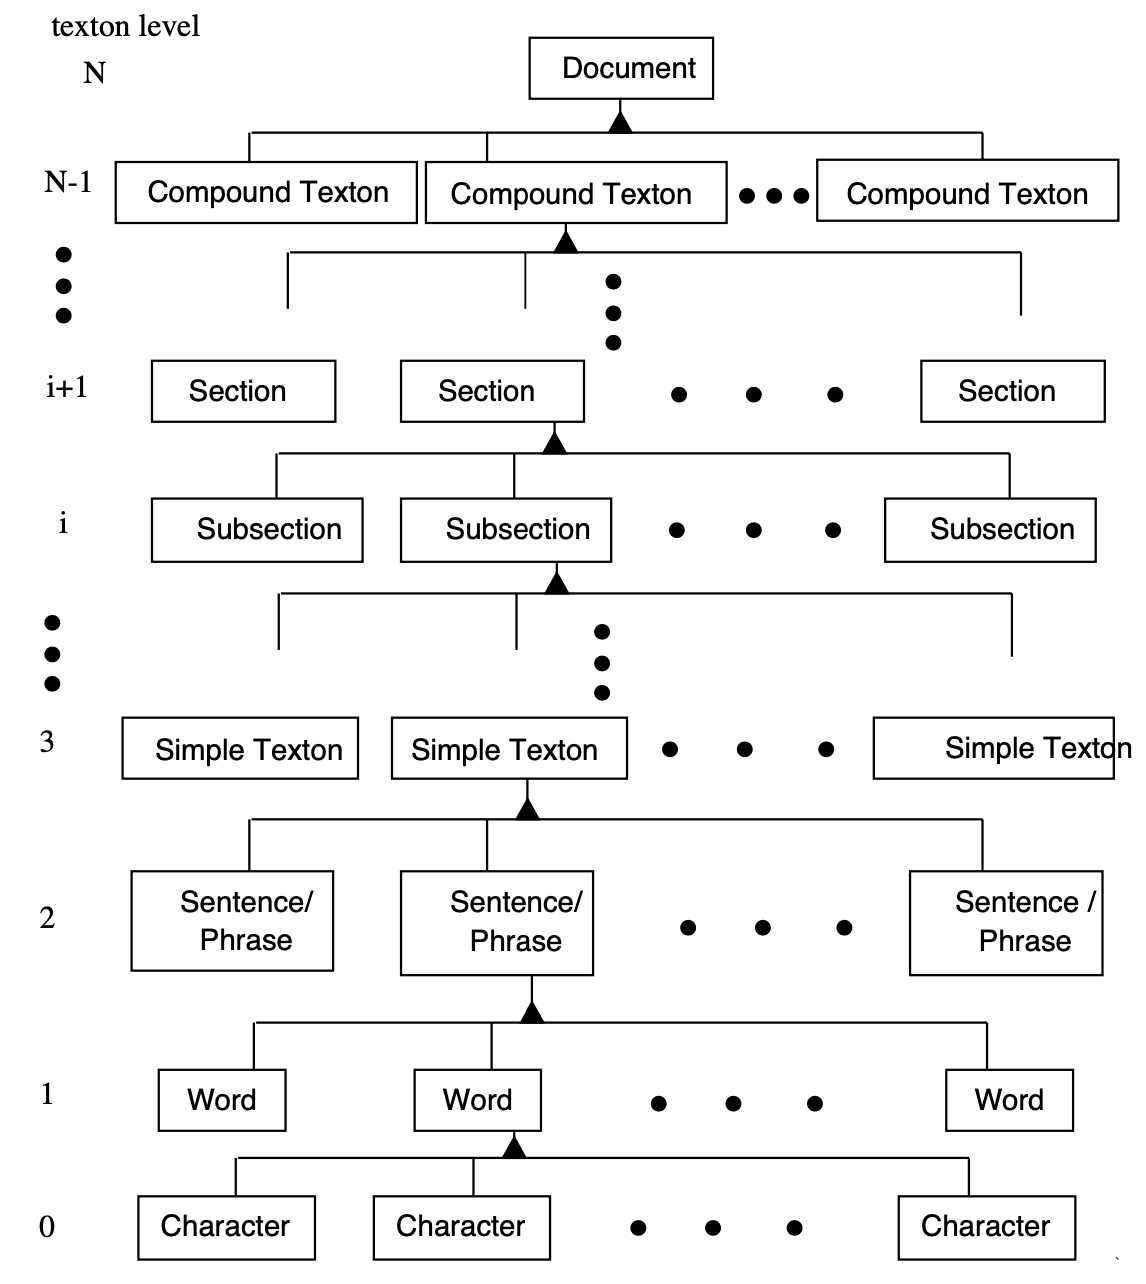 texton level
N
Document
N-1
Compound Texton
Compound Texton
Compound Texton
i+1
Section
Section
Section
i
Subsection
Subsection
Subsection
3
Simple Texton
Simple Texton
Simple Texton
2
Sentence/
Phrase
Sentence/
Phrase
Sentence /
Phrase
1
Word
Word
Word
0
Character
Character
Character